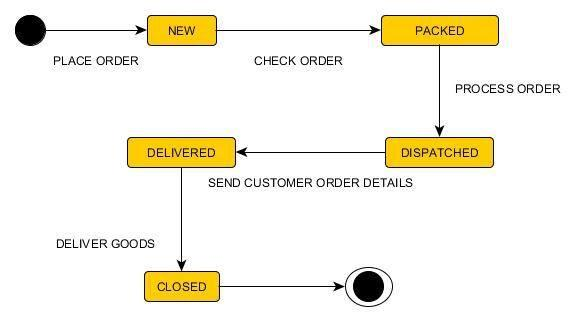 NEW
PACKED
PLACE ORDER
CHECK ORDER
PROCESS ORDER
DELIVERED
DISPATCHED
SEND CUSTOMER ORDER DETAILS
DELIVER GOODS
CLOSED